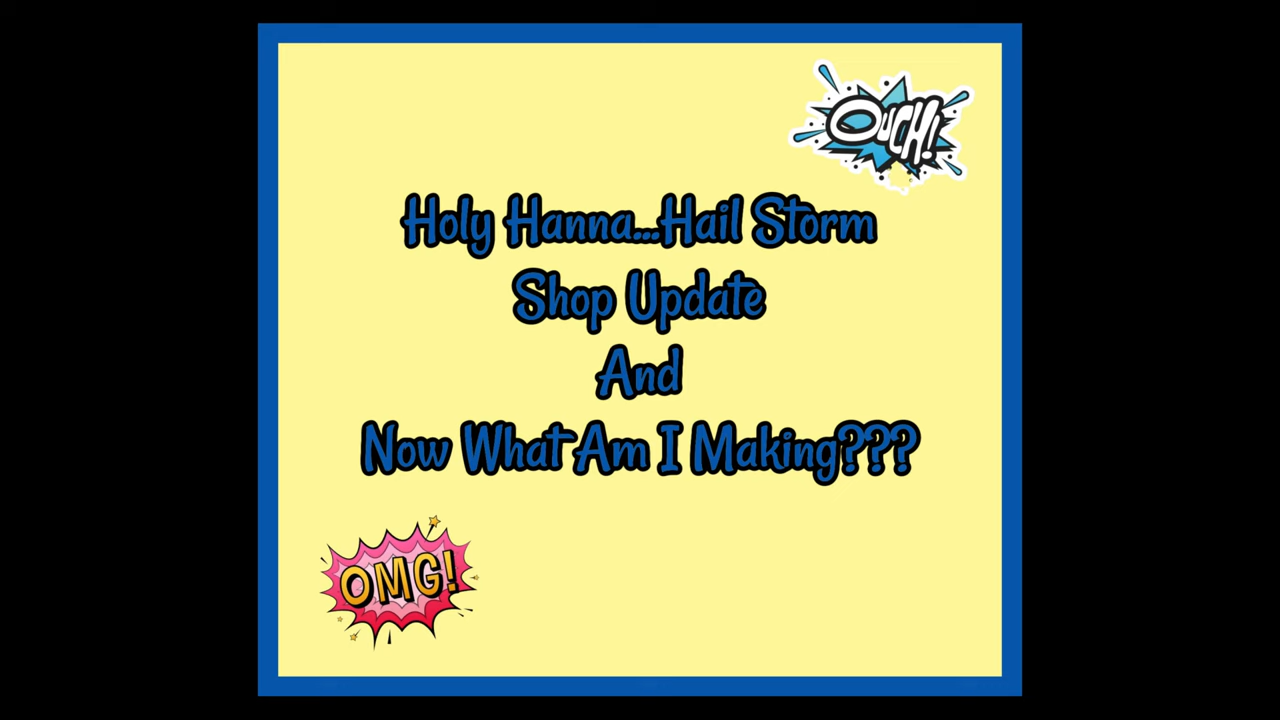 OUCH!
Holy Hanna...Hail Storm
Shop Update
And
Now What Am I Making???
OMG!